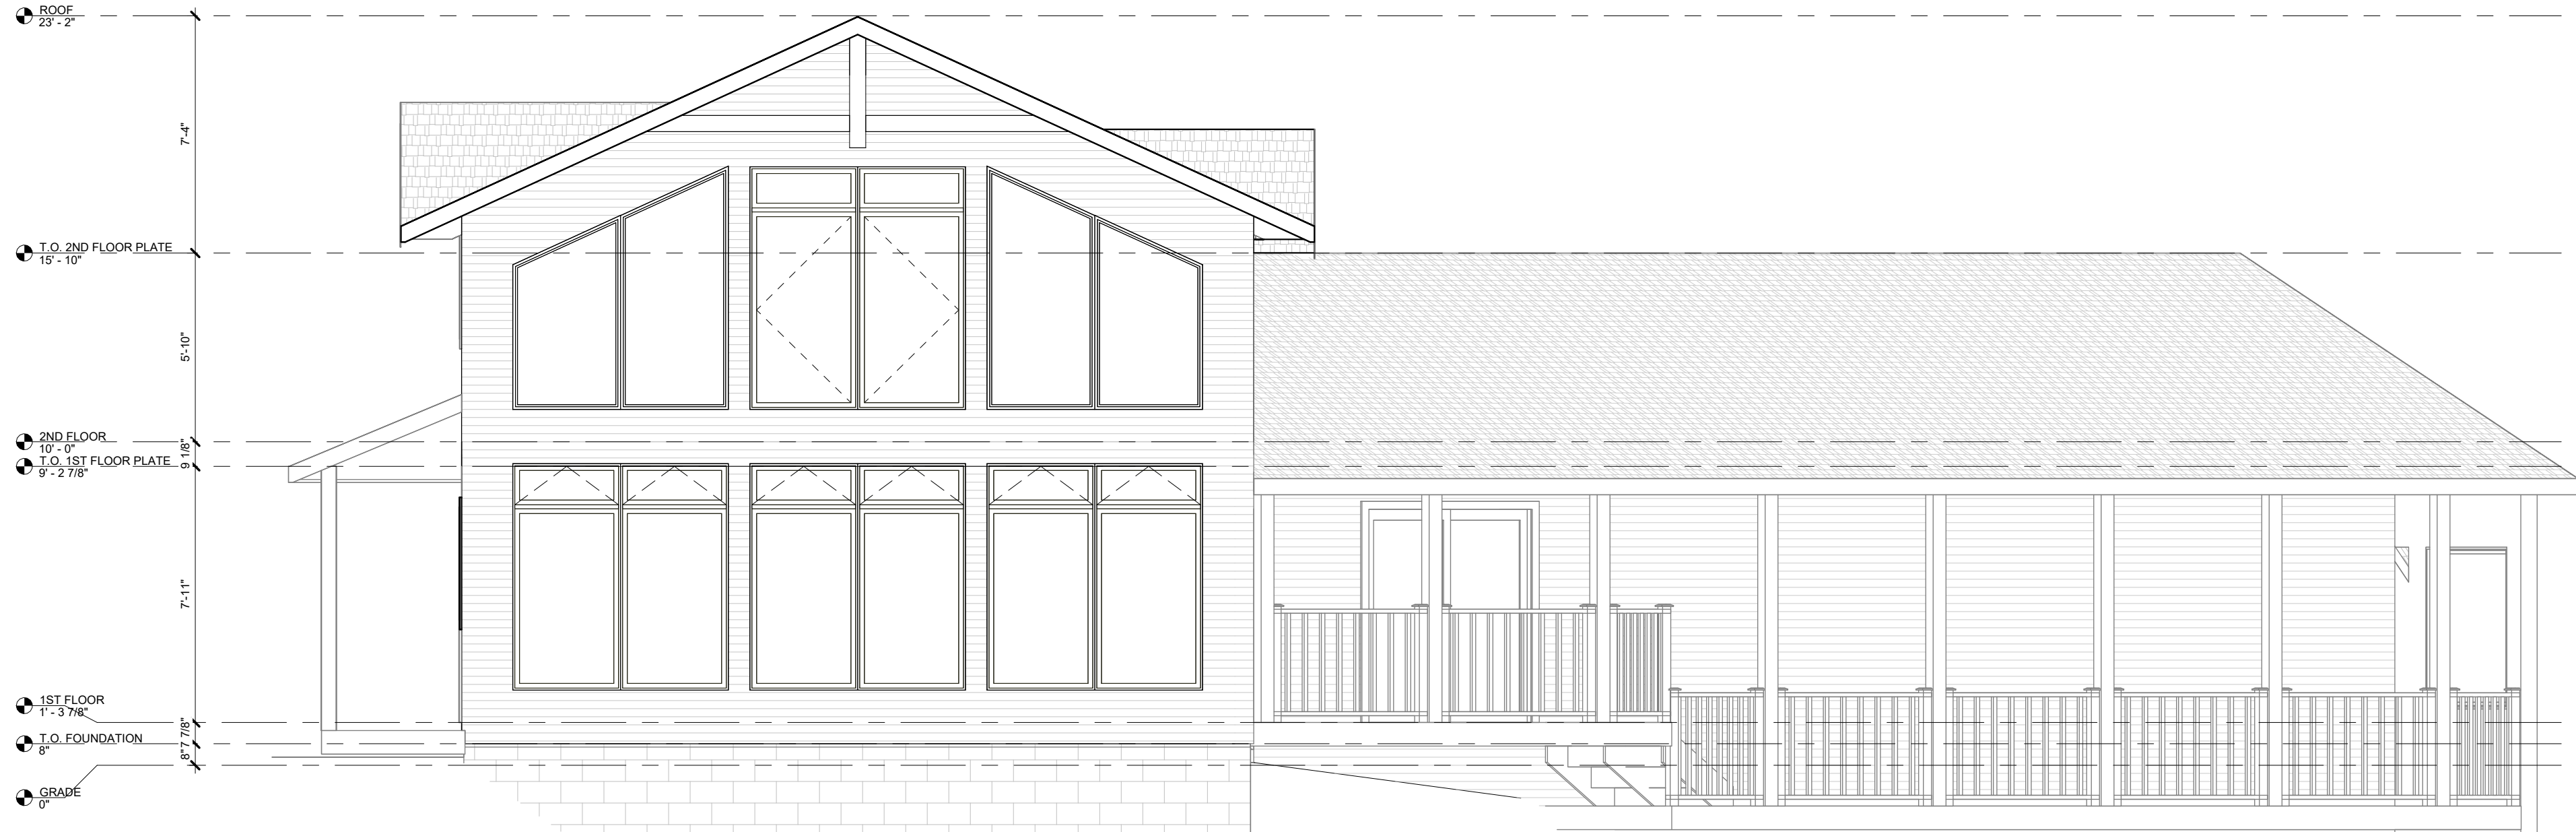 ROOF
23' - 2"
7'-4"
T.O. 2ND FLOOR PLATE
15' - 10"
5'-10"
2ND FLOOR
10' - 0"
9 1/8"
T.O. 1ST FLOOR PLATE
9' - 2 7/8"
7'-11"
1ST FLOOR
1' - 3 7/8"
7 7/8"
T.O. FOUNDATION
8"
8"
GRADE
0"